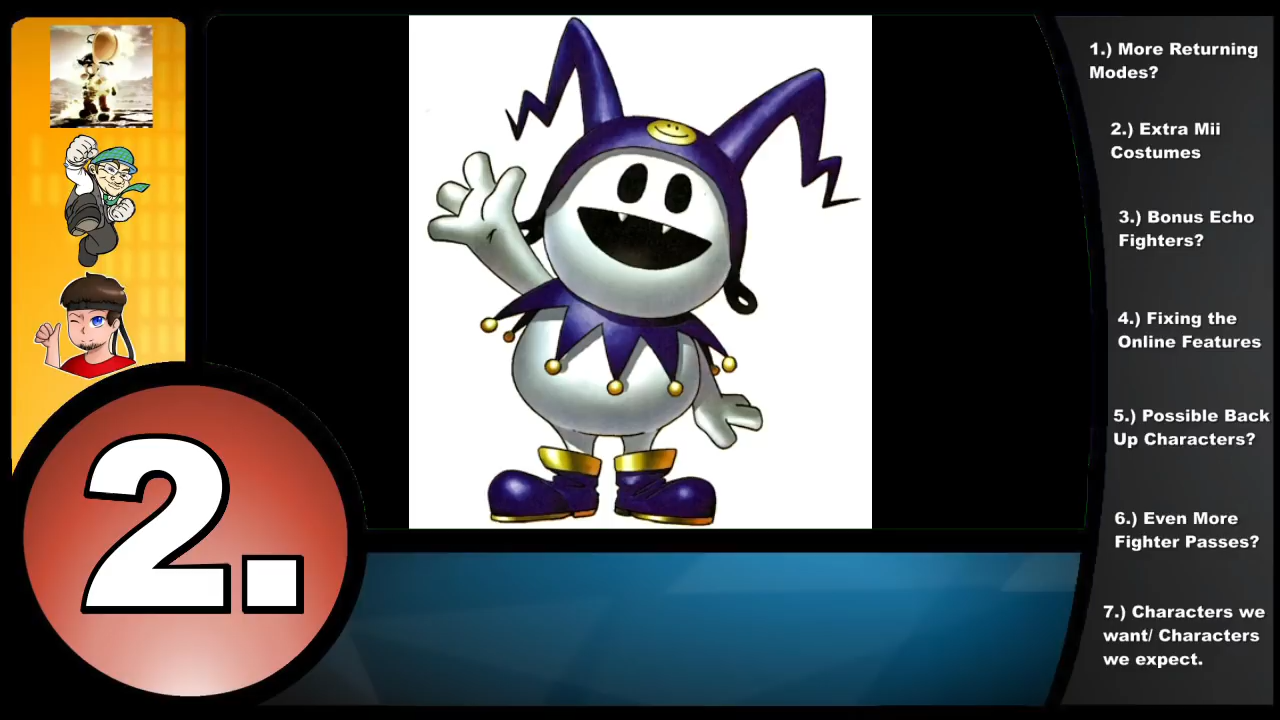 2.
1.) More Returning
Modes?
2.) Extra Mii
Costumes
3.) Bonus Echo
Fighters?
4.) Fixing the
Online Features
5.) Possible Back
Up Characters?
6.) Even More
Fighter Passes?
7.) Characters we
want/ Characters
we expect.